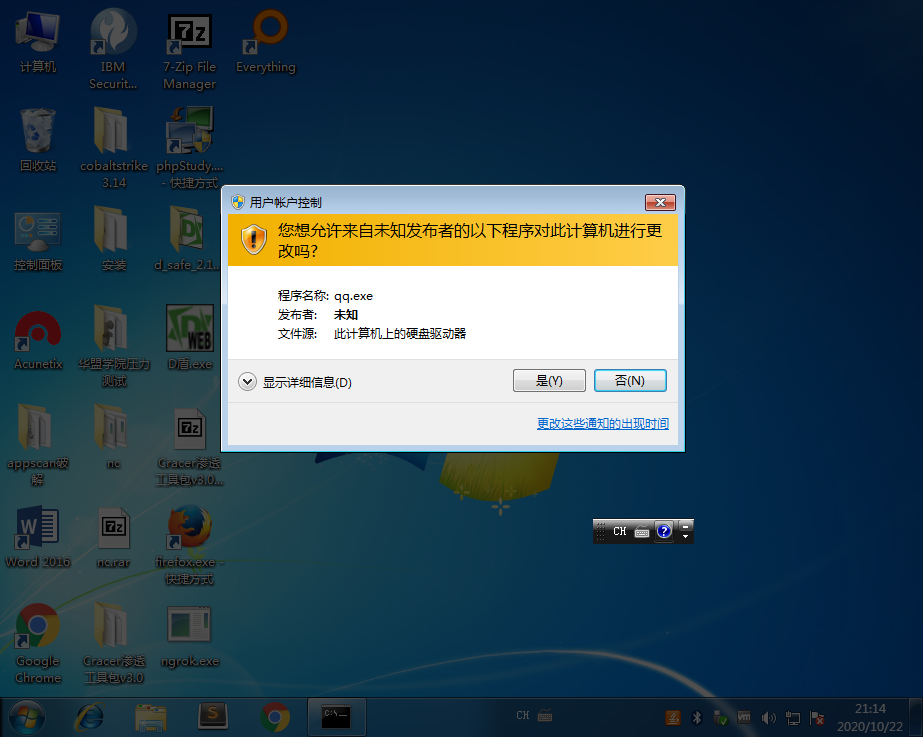 计算机
IBM
Securit...
7-Zip File
Manager
Everything
回收站
cobaltstrike
3.14
phpStudy....
- 快捷方式
控制面板
安装
d_safe_2.1...
Acunetix
华盟学院压力
测试
D盾.exe
WEB
appscan破
解
nc
Gracer渗透
工具包v3.0...
Word 2016
nc.rar
firefox.exe -
快捷方式
Google
Chrome
Gracer渗透
工具包v3.0
ngrok.exe
用户帐户控制
您想允许来自未知发布者的以下程序对此计算机进行更
改吗?
程序名称: qq.exe
发布者: 未知
文件源: 此计算机上的硬盘驱动器
显示详细信息(D)
是(Y)
否(N)
更改这些通知的出现时间
CH
C:\_
CH
21:14
2020/10/22